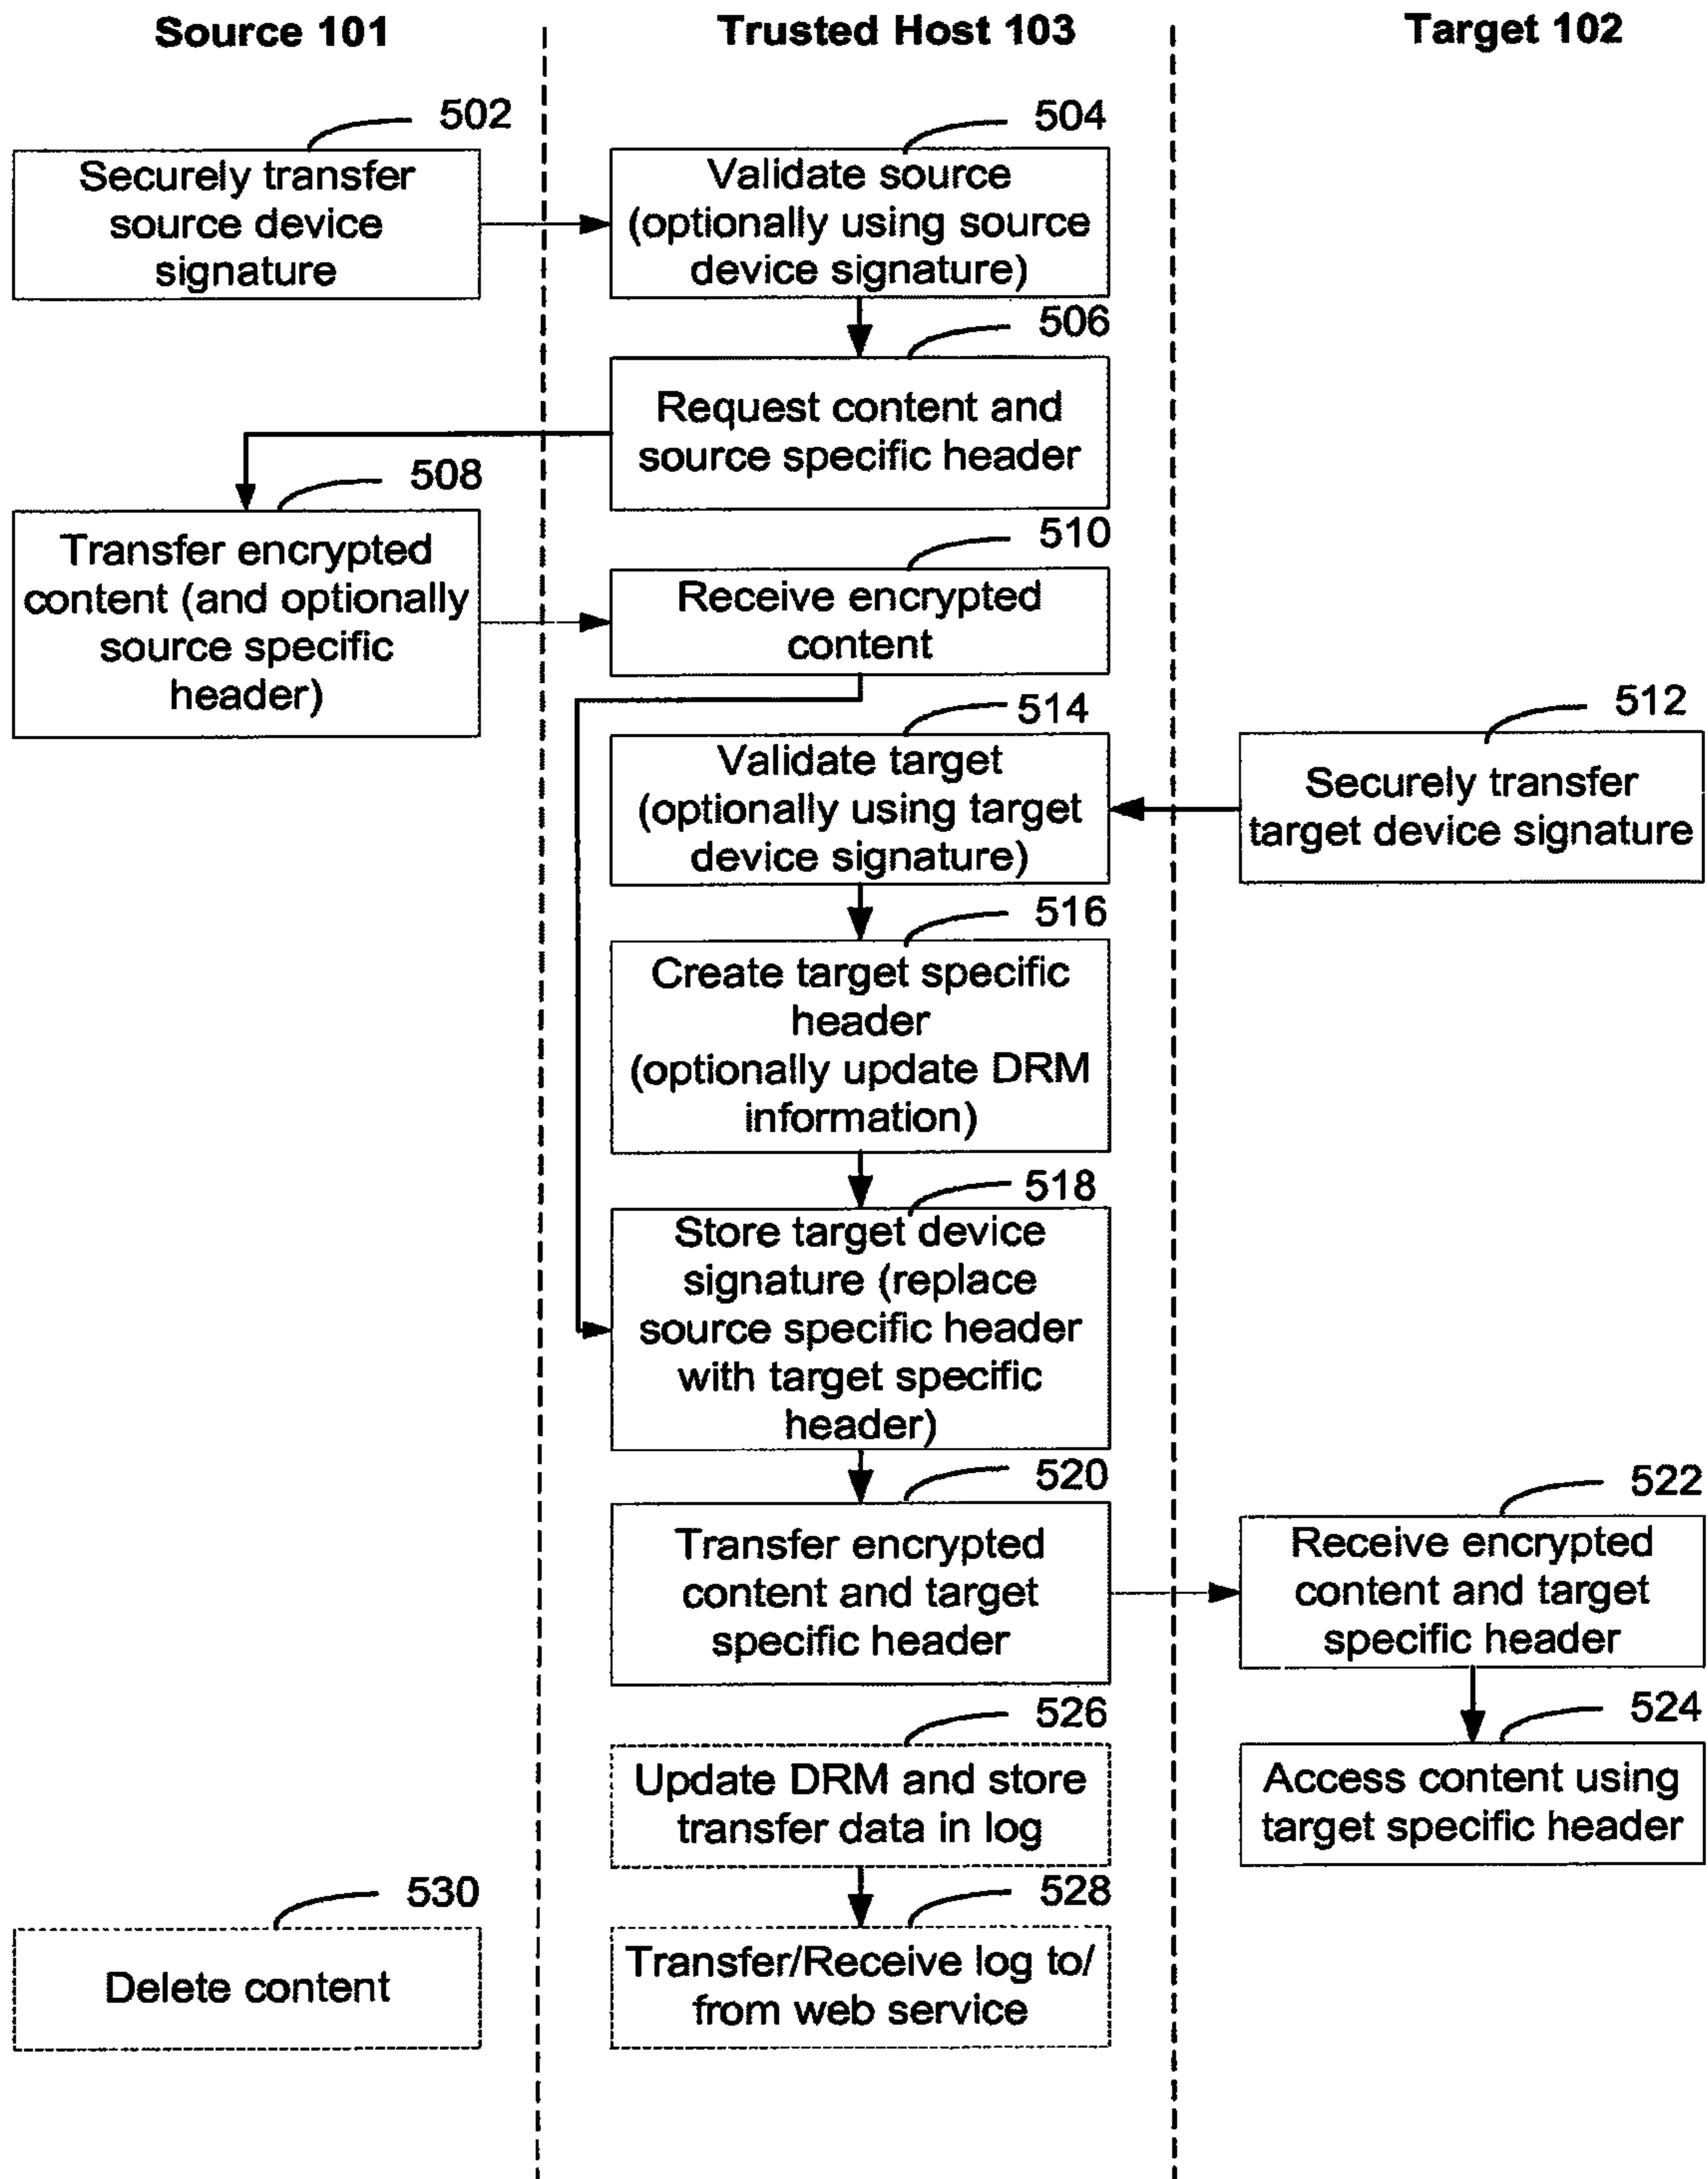 Source 101
Trusted Host 103
Target 102
502
Securely transfer
source device
signature
504
Validate source
(optionally using source
device signature)
506
Request content and
source specific header
508
Transfer encrypted
content (and optionally
source specific
header)
510
Receive encrypted
content
512
Securely transfer
target device signature
514
Validate target
(optionally using target
device signature)
516
Create target specific
header
(optionally update DRM
information)
518
Store target device
signature (replace
source specific header
with target specific
header)
520
Transfer encrypted
content and target
specific header
522
Receive encrypted
content and target
specific header
524
Access content using
target specific header
526
Update DRM and store
transfer data in log
528
Transfer/Receive log to/
from web service
530
Delete content